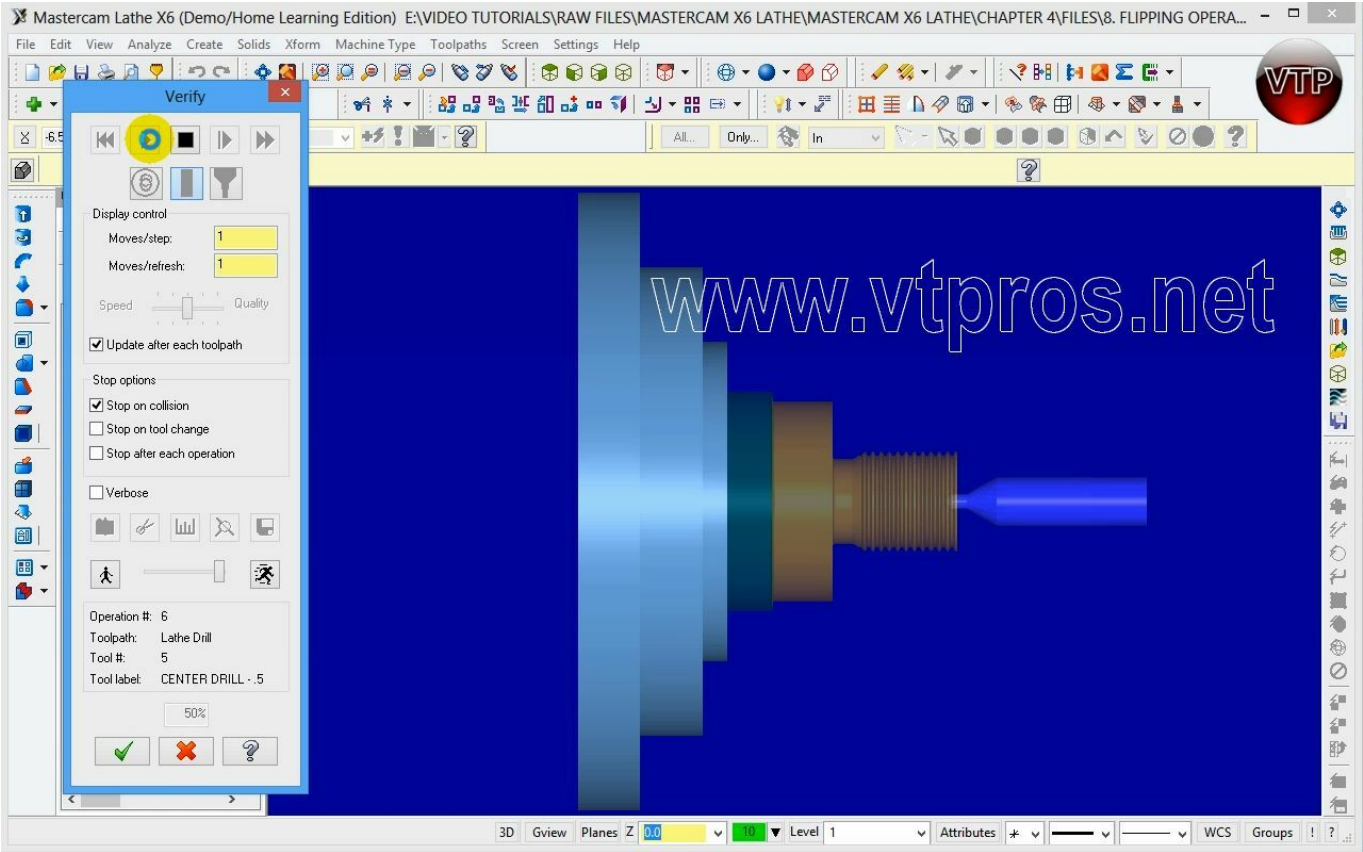 Mastercam Lathe X6 (Demo/Home Learning Edition) E:\VIDEO TUTORIALS\RAW FILES\MASTERCAM X6 LATHE\MASTERCAM X6 LATHE\CHAPTER 4\FILES\8. FLIPPING OPERA...
File Edit View Analyze Create Solids Xform Machine Type Toolpaths Screen Settings Help
VTP
Verify
-6.5
All... Only... In
Display control
Moves/step: 1
Moves/refresh: 1
Speed Quality
Update after each toolpath
Stop options
Stop on collision
Stop on tool change
Stop after each operation
Verbose
Operation #: 6
Toolpath: Lathe Drill
Tool #: 5
Tool label: CENTER DRILL - .5
50%
www.vtpros.net
3D Gview Planes Z 0.0 10 Level 1 Attributes WCS Groups ! ?